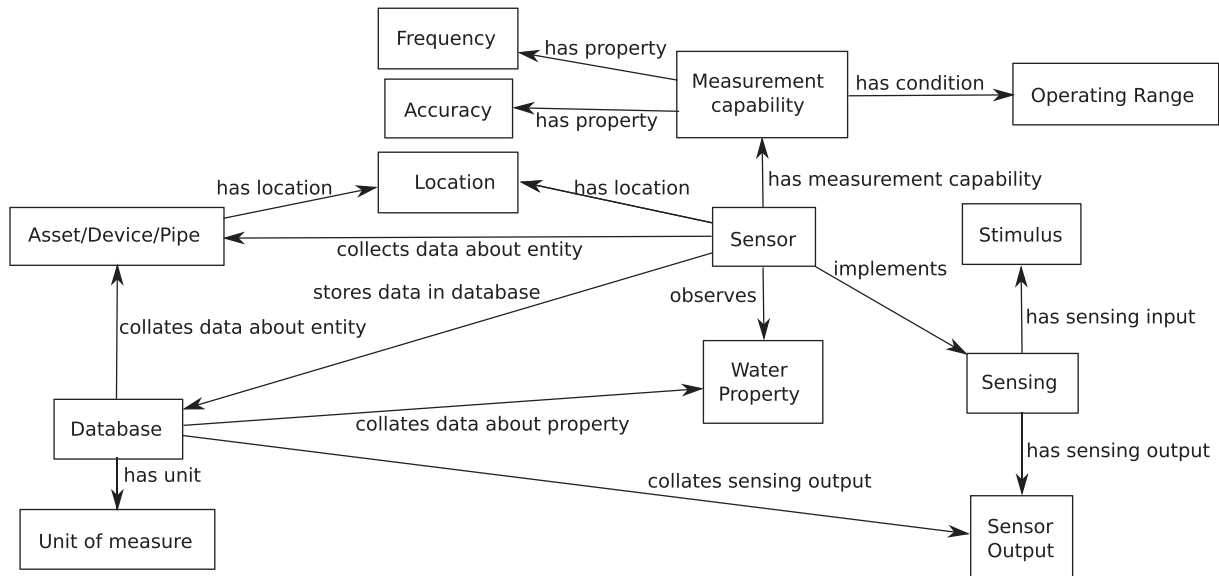 Frequency
has property
Measurement
capability
has condition
Operating Range
Accuracy
has property
Location
has location
has location
has measurement capability
Asset/Device/Pipe
Sensor
Stimulus
collects data about entity
implements
stores data in database
observes
collates data about entity
has sensing input
Water
Property
Sensing
Database
collates data about property
has sensing output
has unit
collates sensing output
Unit of measure
Sensor
Output